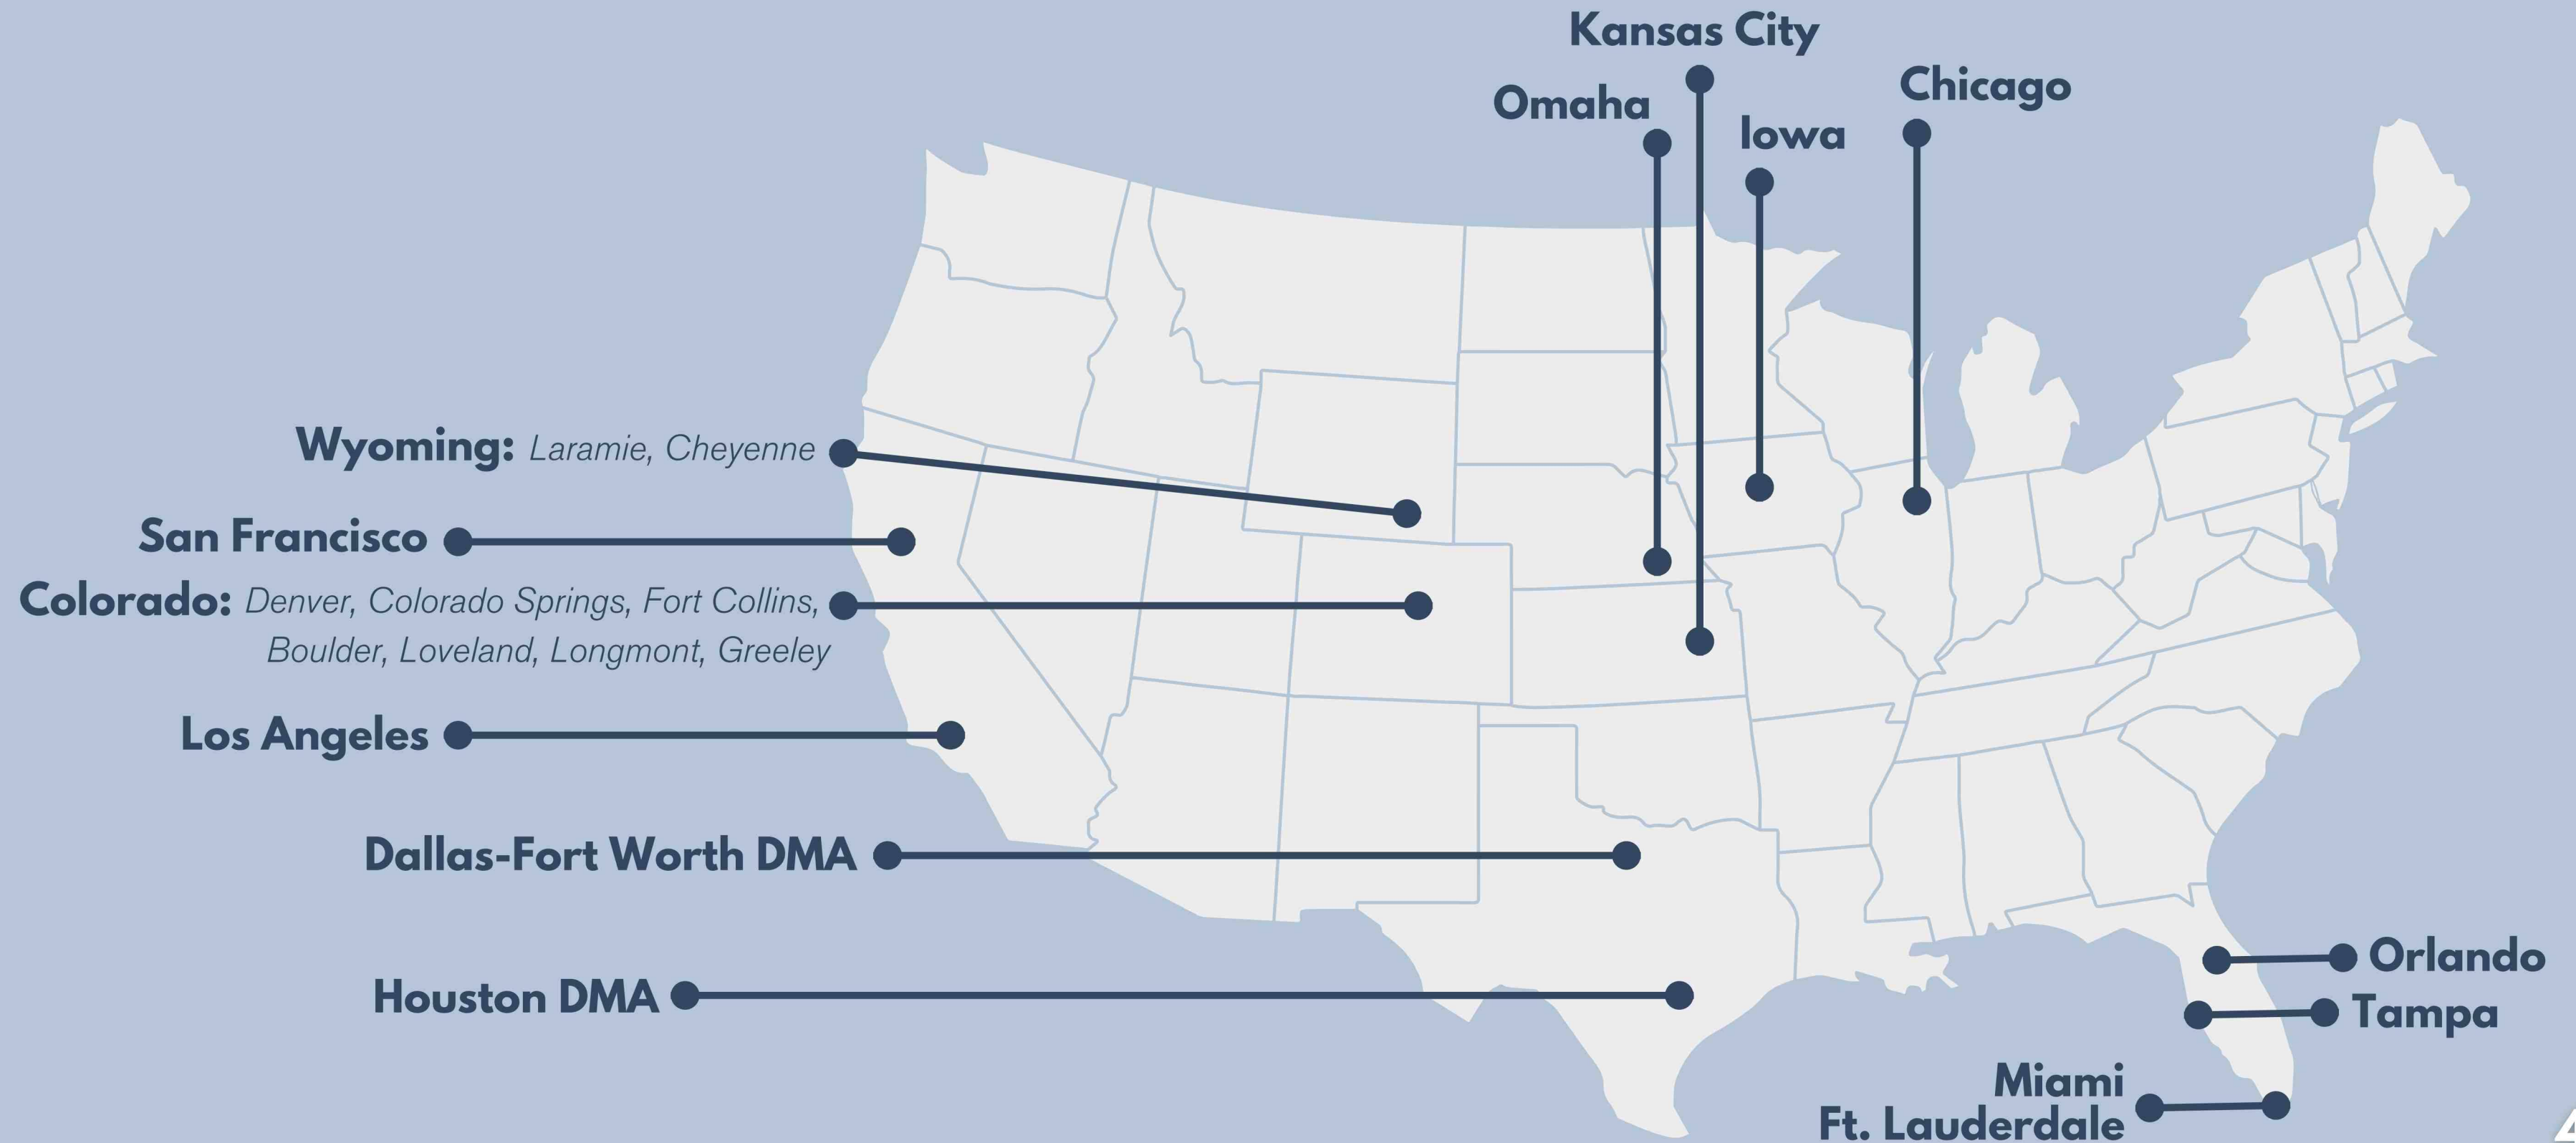 Kansas City
Omaha
Iowa
Chicago
Wyoming: Laramie, Cheyenne
San Francisco
Colorado: Denver, Colorado Springs, Fort Collins,
Boulder, Loveland, Longmont, Greeley
Los Angeles
Dallas-Fort Worth DMA
Houston DMA
Orlando
Tampa
Miami
Ft. Lauderdale